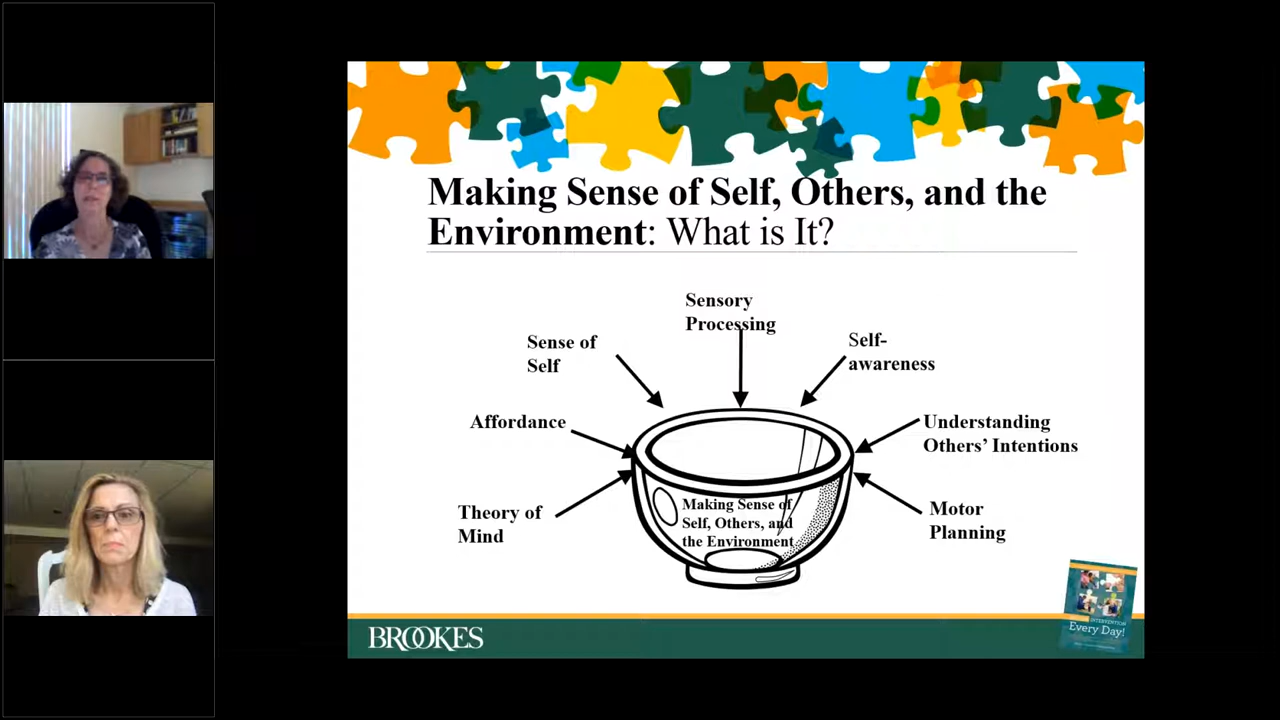 Making Sense of Self, Others, and the
Environment: What is It?
Sensory
Processing
Sense of
Self
Self-
awareness
Affordance
Understanding
Others’ Intentions
Theory of
Mind
Motor
Planning
Making Sense of
Self, Others, and
the Environment
BROOKES
INTERVENTION
Every Day!